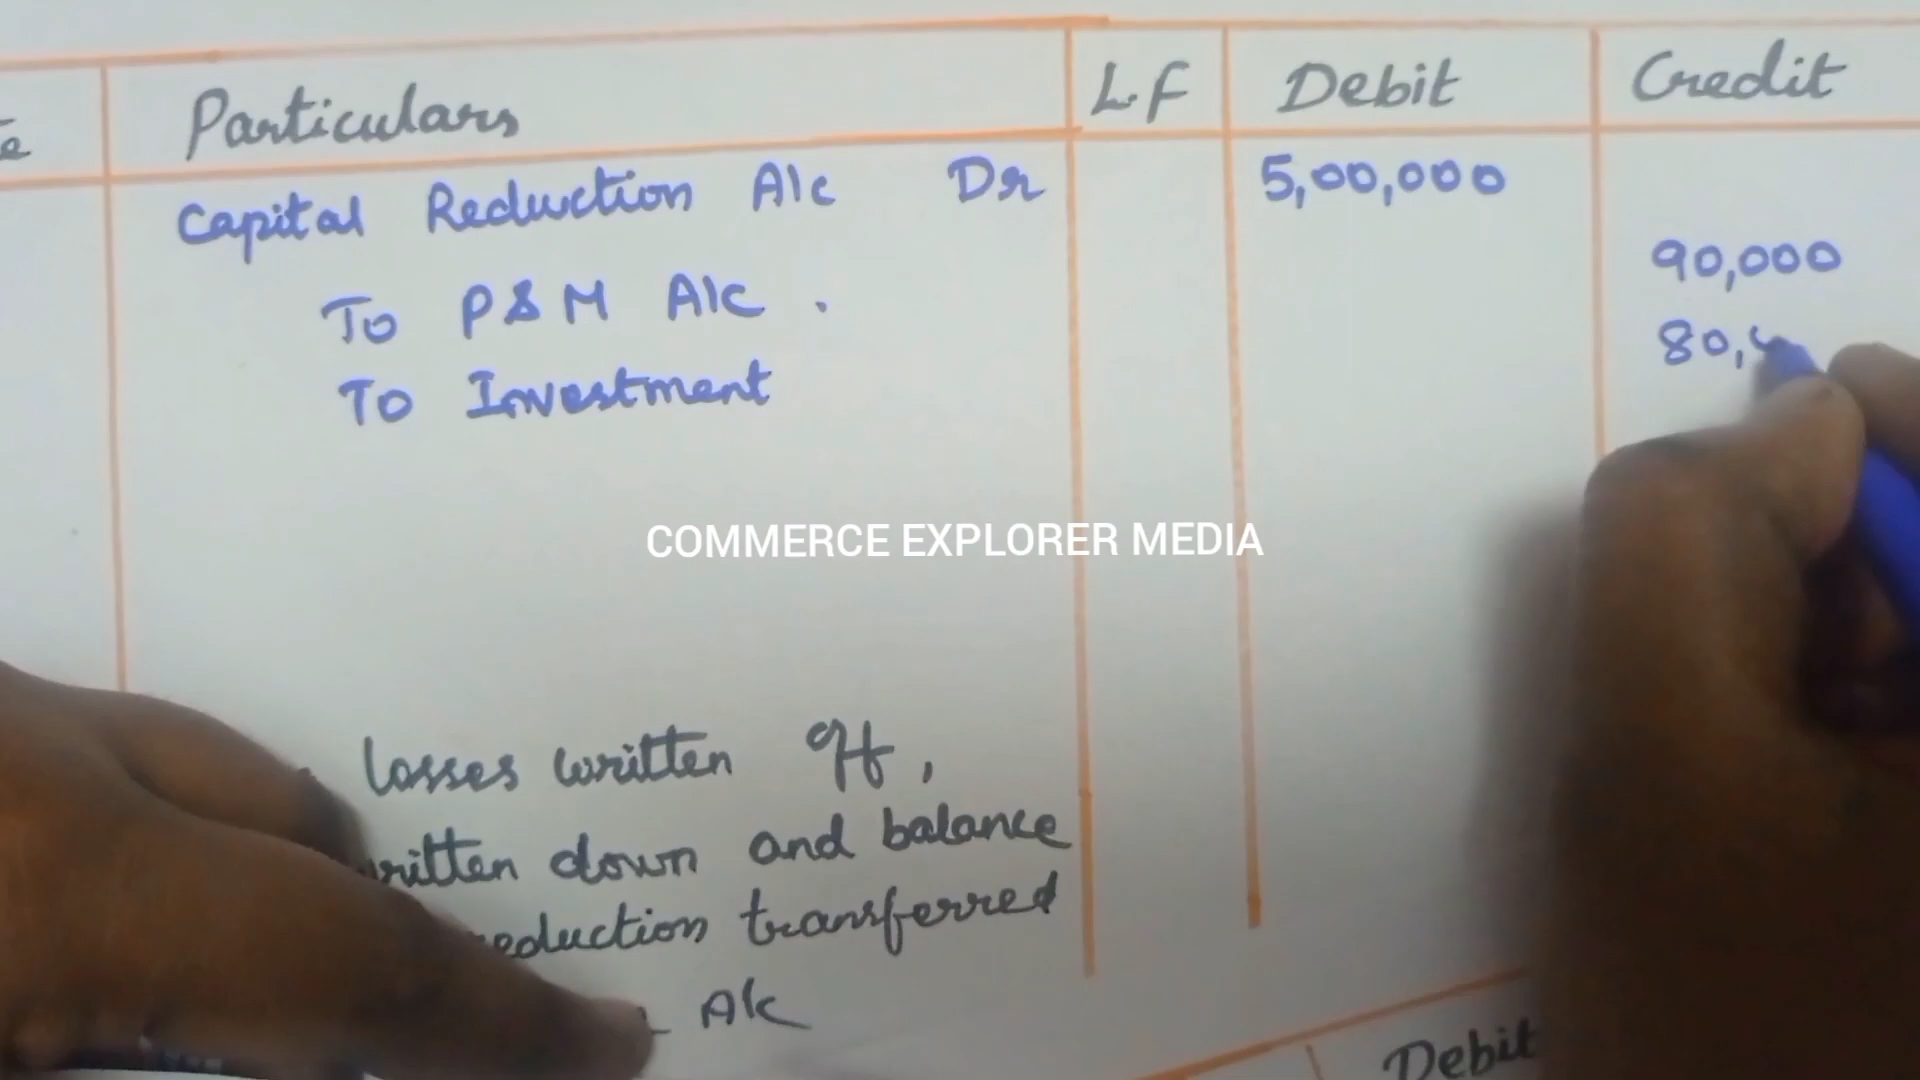 Particulars L.F Debit Credit
Capital Reduction A/c Dr 5,00,000
To P&M A/c . 90,000
To Investment 80,
COMMERCE EXPLORER MEDIA
losses written off,
written down and balance
reduction transferred
A/c
Debit